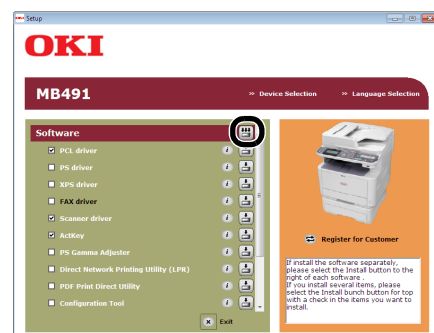 Setup
OKI
MB491
>> Device Selection >> Language Selection
Software
PCL driver
PS driver
XPS driver
FAX driver
Scanner driver
ActKey
PS Gamma Adjuster
Direct Network Printing Utility (LPR)
PDF Print Direct Utility
Configuration Tool
Exit
Register for Customer
If install the software separately,
please select the Install button to the
right of each software .
If you install several items, please
select the Install bunch button for top
with a check in the items you want to
install.